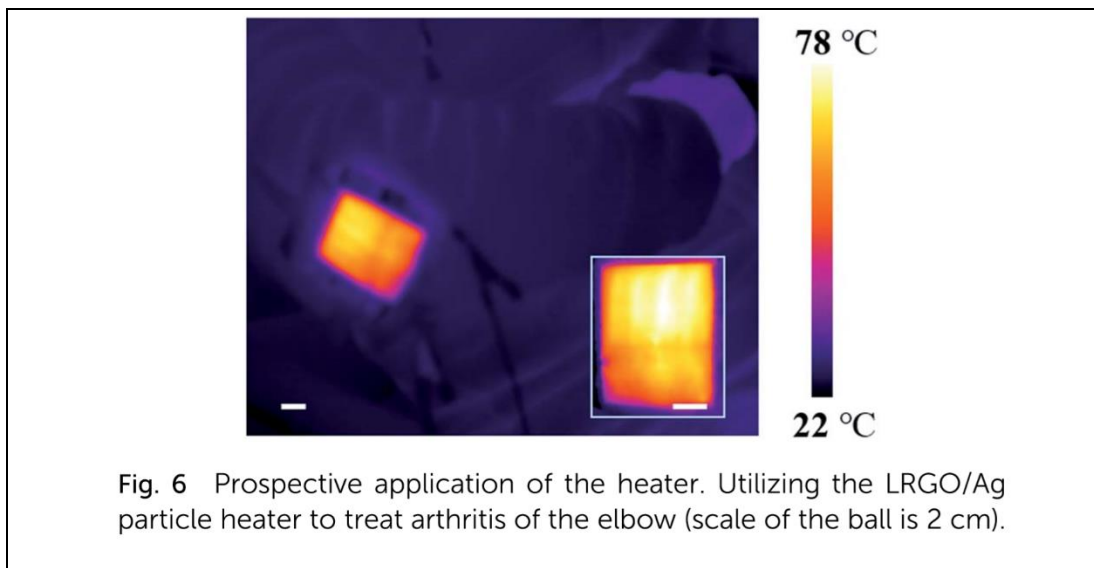 78 °C
22 °C
Fig. 6 Prospective application of the heater. Utilizing the LRGO/Ag
particle heater to treat arthritis of the elbow (scale of the ball is 2 cm).